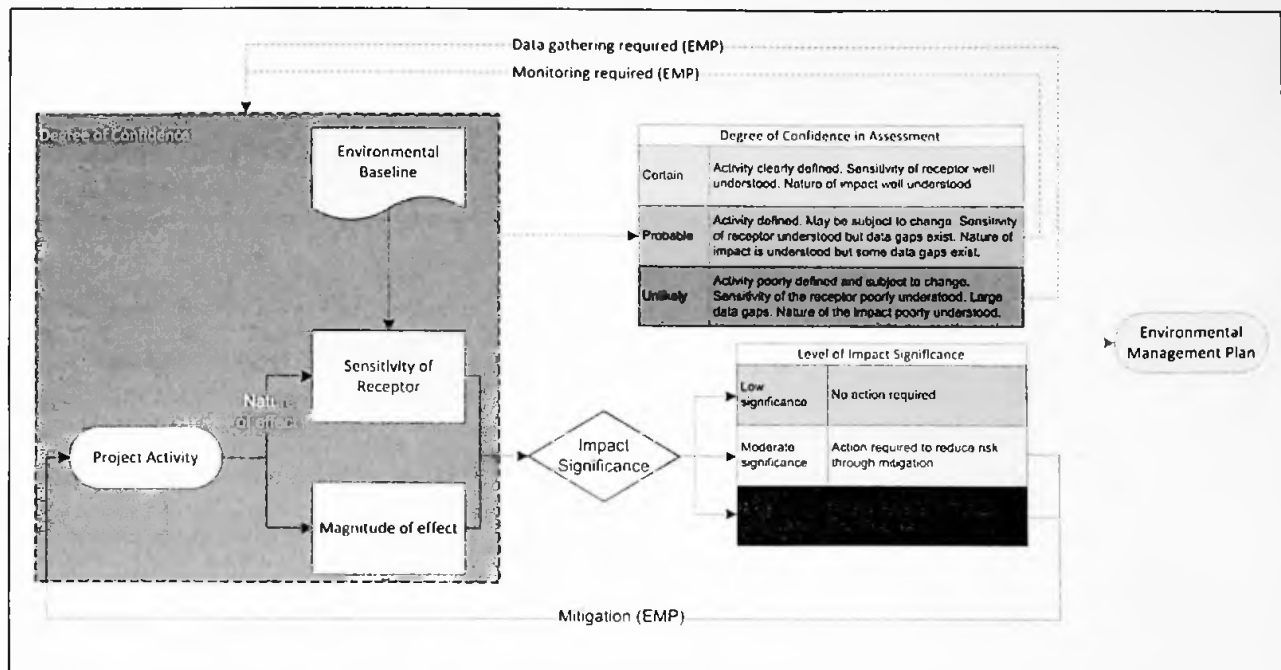 Data gathering required (EMP)
Monitoring required (EMP)
Degree of Confidence
Environmental
Baseline
Degree of Confidence in Assessment
Certain
Activity clearly defined. Sensitivity of receptor well
understood. Nature of impact well understood
Probable
Activity defined. May be subject to change. Sensitivity
of receptor understood but data gaps exist. Nature of
impact is understood but some data gaps exist.
Unlikely
Activity poorly defined and subject to change.
Sensitivity of the receptor poorly understood. Large
data gaps. Nature of the impact poorly understood.
Environmental
Management Plan
Sensitivity of
Receptor
of effect
Project Activity
Magnitude of effect
Impact
Significance
Level of Impact Significance
Low
significance
No action required
Moderate
significance
Action required to reduce risk
through mitigation
Mitigation (EMP)